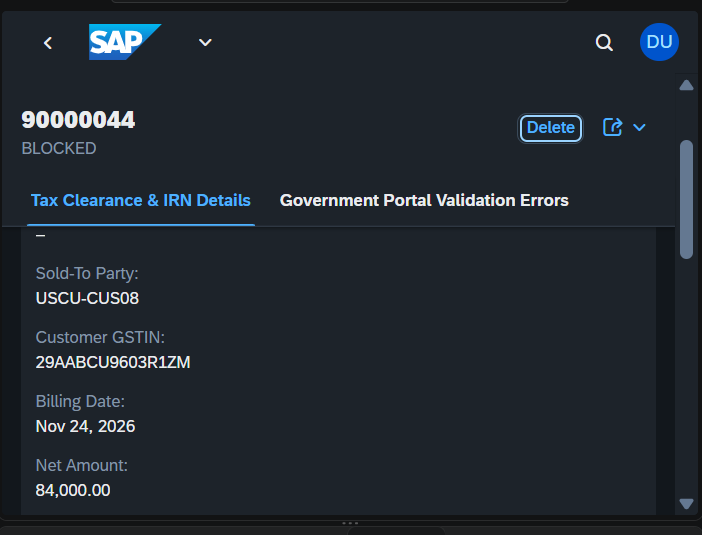 SAP
DU
90000044
Delete
BLOCKED
Tax Clearance & IRN Details
Government Portal Validation Errors
–
Sold-To Party:
USCU-CUS08
Customer GSTIN:
29AABCU9603R1ZM
Billing Date:
Nov 24, 2026
Net Amount:
84,000.00